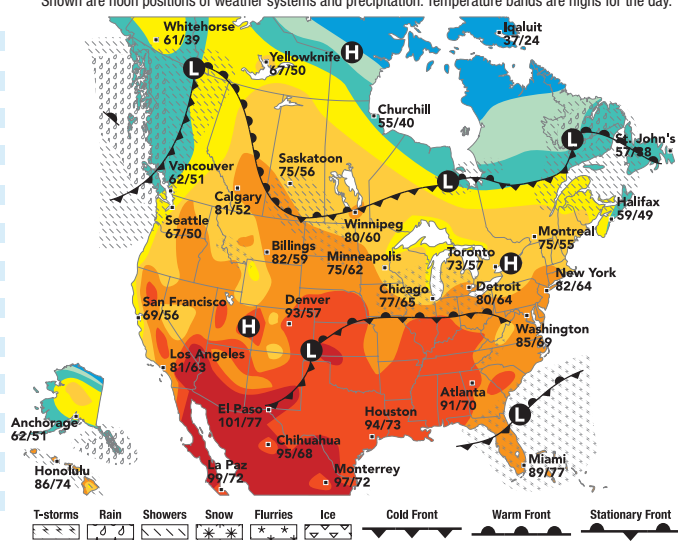 Shown are noon positions of weather systems and precipitation. Temperature bands are highs for the day.
Whitehorse
61/39
Iqaluit
37/24
H
Yellowknife
67/50
L
Churchill
55/40
L
St. John's
57/38
Saskatoon
75/56
Vancouver
62/51
L
Calgary
81/52
Halifax
59/49
Seattle
67/50
Winnipeg
80/60
Montreal
75/55
Billings
82/59
Minneapolis
75/62
Toronto
73/57
H
New York
82/64
Chicago
77/65
Detroit
80/64
San Francisco
69/56
Denver
93/57
H
Washington
85/69
L
Los Angeles
81/63
Atlanta
91/70
El Paso
101/77
Houston
94/73
L
Anchorage
62/51
Chihuahua
95/68
Miami
89/77
Honolulu
86/74
La Paz
99/72
Monterrey
97/72
T-storms Rain Showers Snow Flurries Ice Cold Front Warm Front Stationary Front